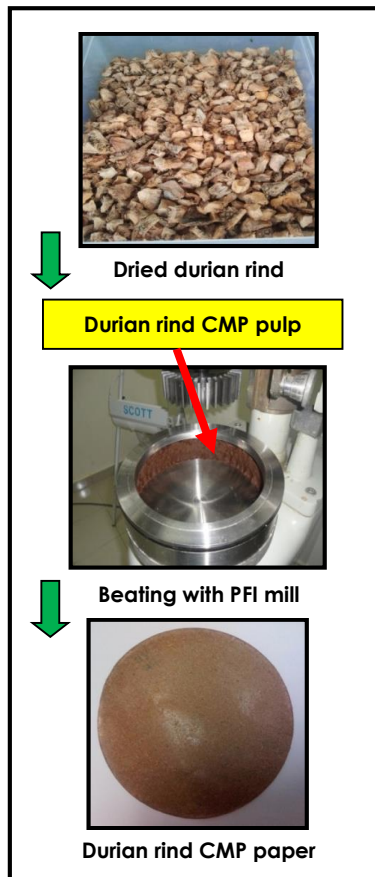 Dried durian rind
Durian rind CMP pulp
SCOTT
Beating with PFI mill
Durian rind CMP paper